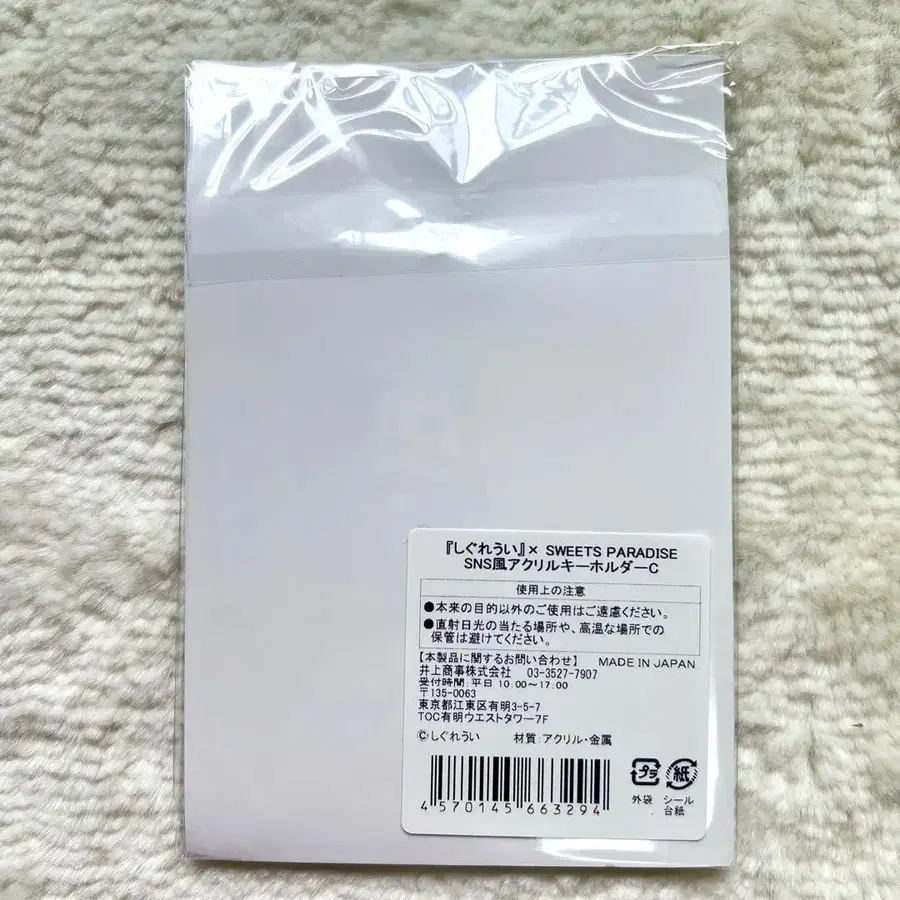 『しぐれうい』× SWEETS PARADISE
SNS風アクリルキーホルダーC
使用上の注意
●本来の目的以外のご使用はご遠慮ください。
●直射日光の当たる場所や、高温な場所での
保管は避けてください。
【本製品に関するお問い合わせ】 MADE IN JAPAN
井上商事株式会社 03-3527-7907
受付時間:平日 10:00~17:00
〒135-0063
東京都江東区有明3-5-7
TOC有明ウエストタワー7F
©しぐれうい 材質:アクリル・金属
4 570145 663294
プラ 紙
外袋 シール
台紙